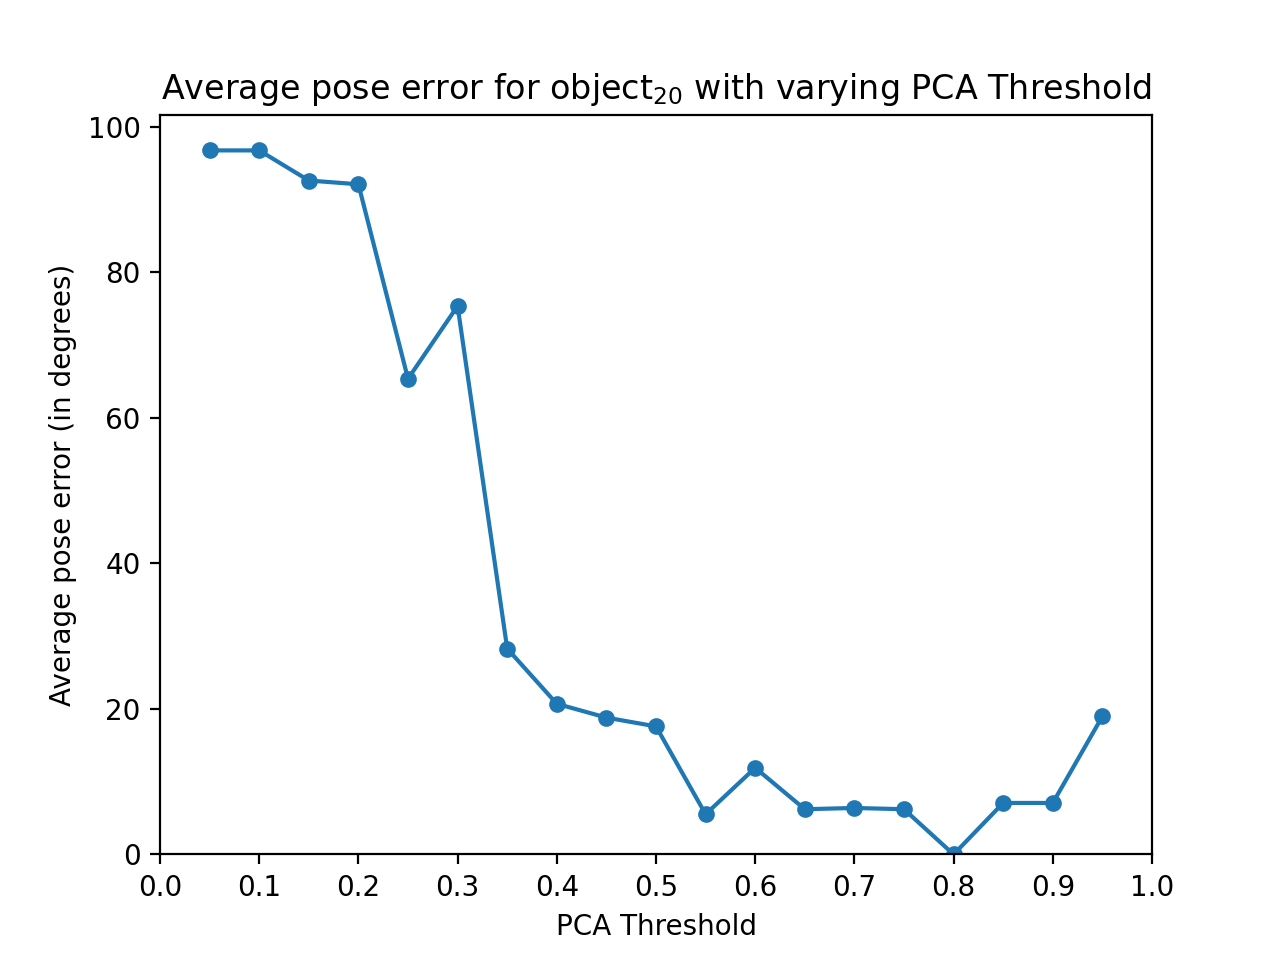 Average pose error for object₂₀ with varying PCA Threshold
100
80
60
40
20
0
Average pose error (in degrees)
0.0 0.1 0.2 0.3 0.4 0.5 0.6 0.7 0.8 0.9 1.0
PCA Threshold